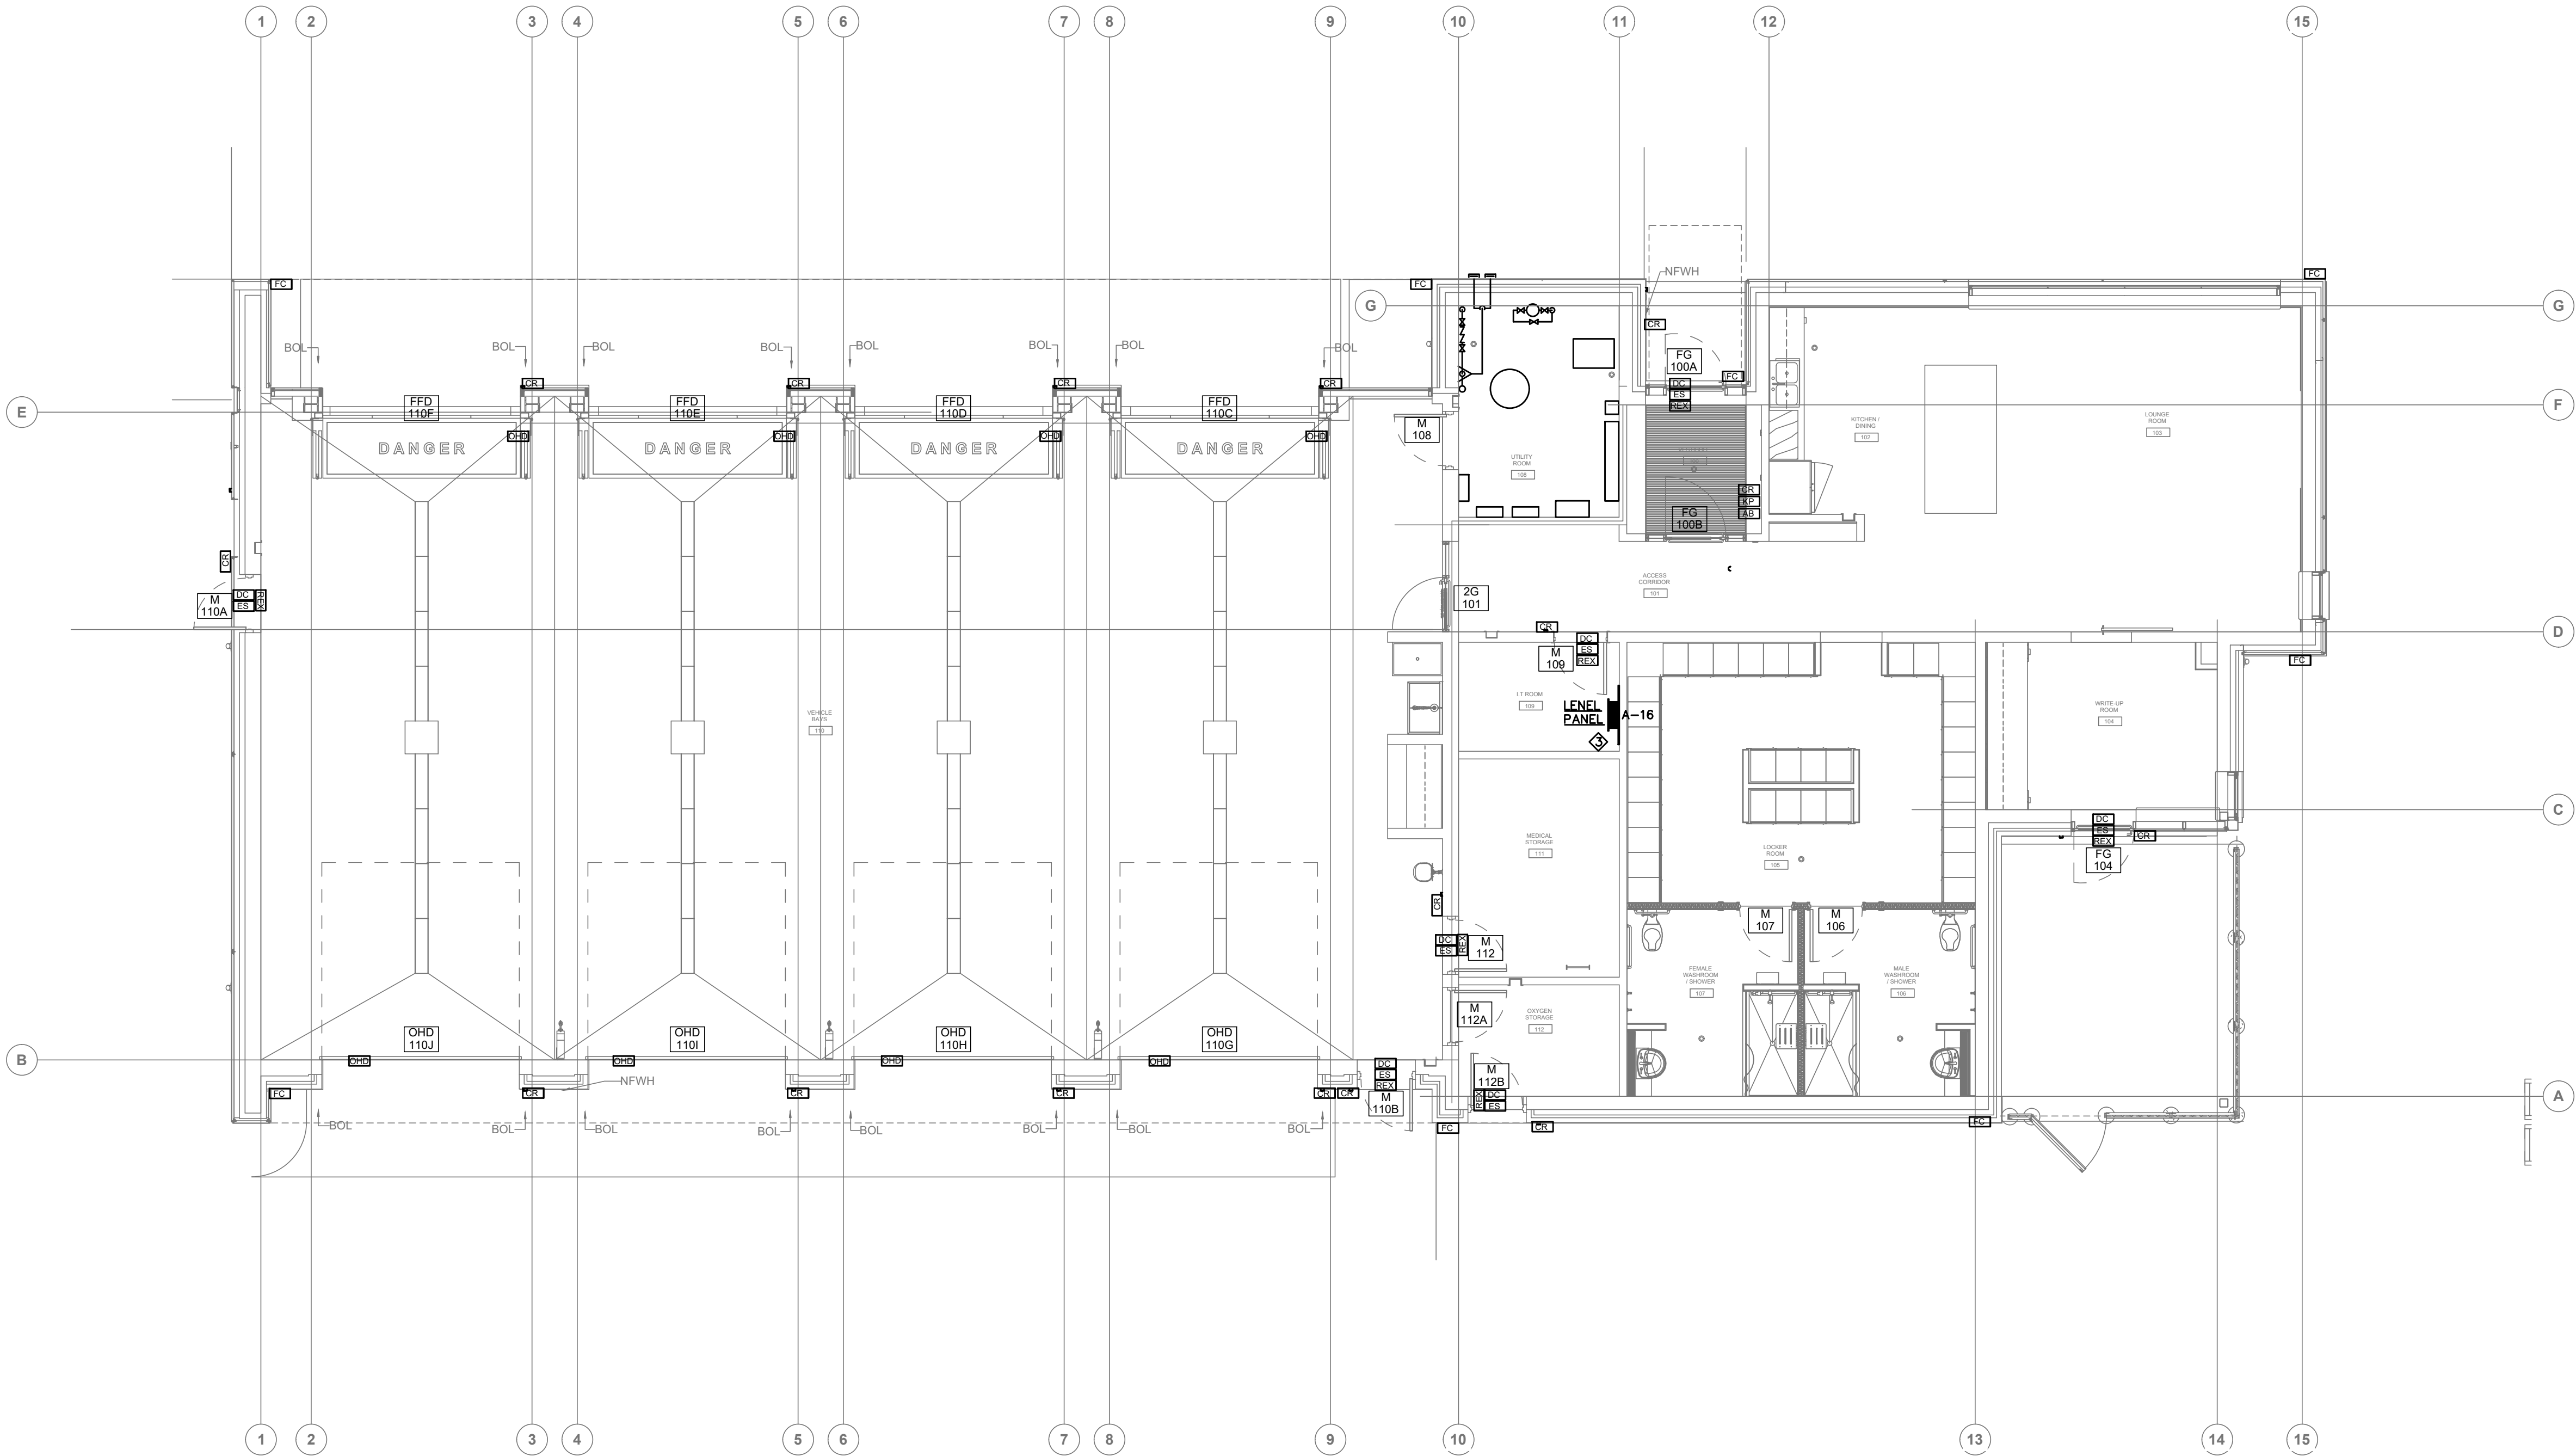 1 2 3 4 5 6 7 8 9 10 11 12 15
FC FC FC
NFWH
G G
CR
BOL BOL BOL BOL BOL BOL BOL
FG
100A
FC
CR CR CR CR
DC
ES
REX
E
FFD
110F
FFD
110E
FFD
110D
FFD
110C
F
OHD OHD OHD OHD
DANGER DANGER DANGER DANGER
M
108
KITCHEN /
DINING
102
LOUNGE
ROOM
103
UTILITY
ROOM
108
100
CR
KP
AB
FG
100B
CR
M
110A
DC
ES
REX
2G
101
ACCESS
CORRIDOR
101
CR
D
M
109
DC
ES
REX
FC
I.T ROOM
109
LENEL
PANEL
A-16
3
VEHICLE
BAYS
110
WRITE-UP
ROOM
104
C
DC
ES
REX
CR
FG
104
MEDICAL
STORAGE
111
LOCKER
ROOM
105
CR
M
107
M
106
DC
ES
REX
M
112
FEMALE
WASHROOM
/ SHOWER
107
MALE
WASHROOM
/ SHOWER
106
M
112A
OXYGEN
STORAGE
112
OHD
110J
OHD
110I
OHD
110H
OHD
110G
B
OHD OHD OHD OHD
DC
ES
REX
M
112B
NFWH
FC CR CR CR CR CR
M
110B
REX
DC
ES
A
BOL BOL BOL BOL BOL BOL BOL BOL
FC CR FC
1 2 3 4 5 6 7 8 9 10 13 14 15